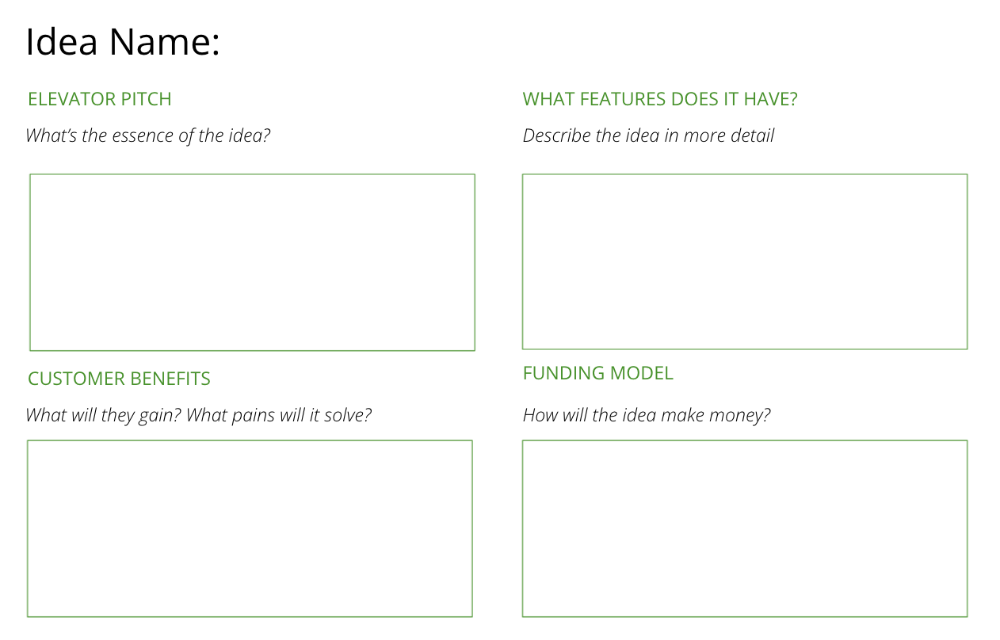 Idea Name:
ELEVATOR PITCH
What’s the essence of the idea?
WHAT FEATURES DOES IT HAVE?
Describe the idea in more detail
CUSTOMER BENEFITS
What will they gain? What pains will it solve?
FUNDING MODEL
How will the idea make money?